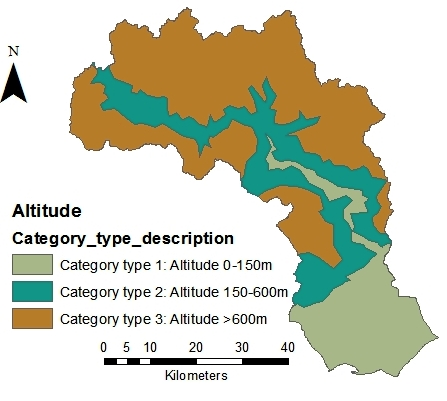 N
Altitude
Category_type_description
Category type 1: Altitude 0-150m
Category type 2: Altitude 150-600m
Category type 3: Altitude >600m
0 5 10 20 30 40
Kilometers